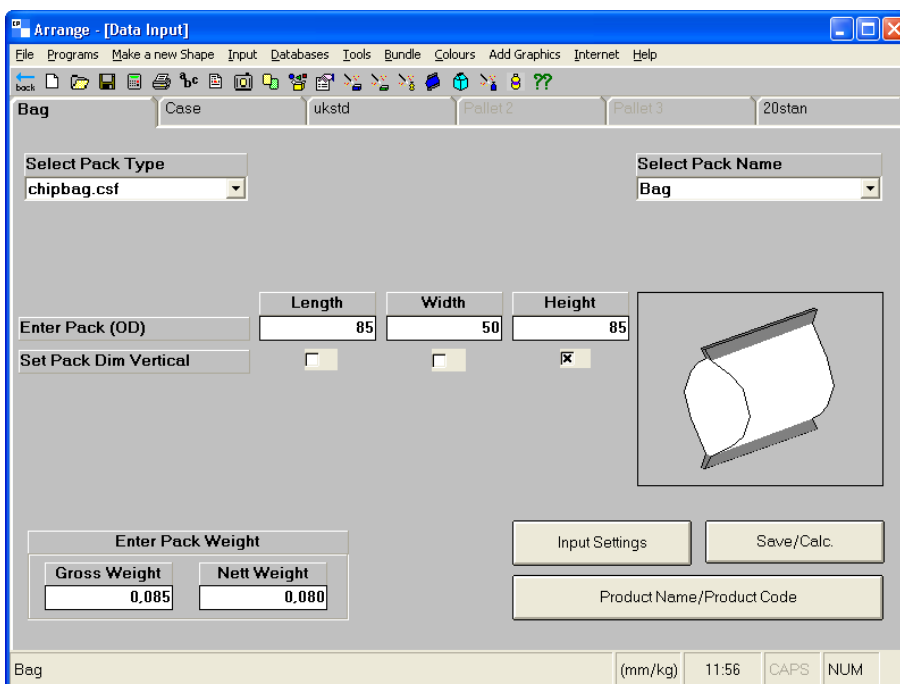 Arrange - [Data Input]
File Programs Make a new Shape Input Databases Tools Bundle Colours Add Graphics Internet Help
back abc ??
Bag Case ukstd Pallet 2 Pallet 3 20stan
Select Pack Type Select Pack Name
chipbag.csf Bag
Length Width Height
Enter Pack (OD) 85 50 85
Set Pack Dim Vertical
Enter Pack Weight
Input Settings Save/Calc.
Gross Weight Nett Weight
0,085 0,080
Product Name/Product Code
Bag (mm/kg) 11:56 CAPS NUM